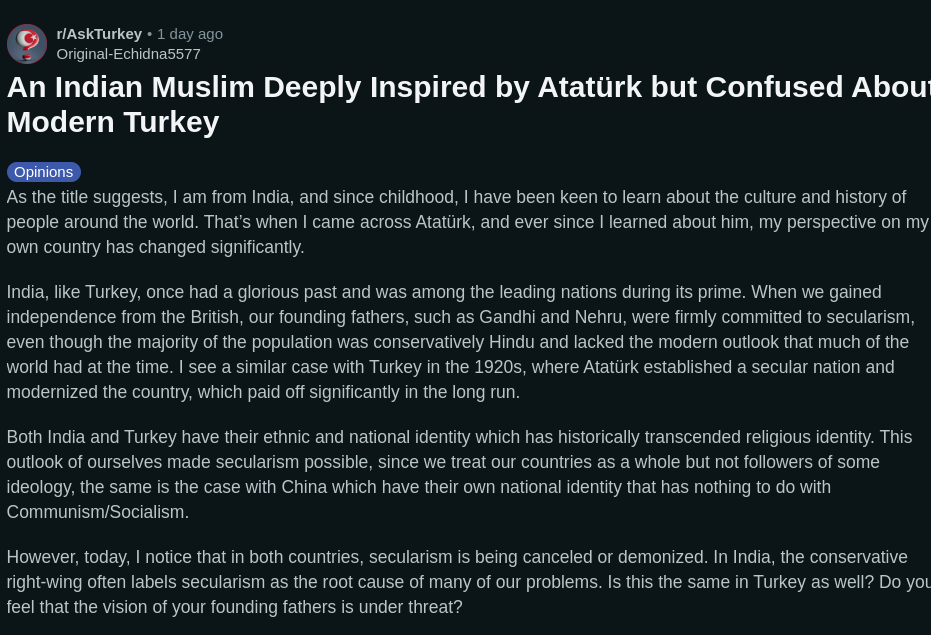 r/AskTurkey • 1 day ago
Original-Echidna5577
An Indian Muslim Deeply Inspired by Atatürk but Confused About
Modern Turkey
Opinions
As the title suggests, I am from India, and since childhood, I have been keen to learn about the culture and history of
people around the world. That’s when I came across Atatürk, and ever since I learned about him, my perspective on my
own country has changed significantly.
India, like Turkey, once had a glorious past and was among the leading nations during its prime. When we gained
independence from the British, our founding fathers, such as Gandhi and Nehru, were firmly committed to secularism,
even though the majority of the population was conservatively Hindu and lacked the modern outlook that much of the
world had at the time. I see a similar case with Turkey in the 1920s, where Atatürk established a secular nation and
modernized the country, which paid off significantly in the long run.
Both India and Turkey have their ethnic and national identity which has historically transcended religious identity. This
outlook of ourselves made secularism possible, since we treat our countries as a whole but not followers of some
ideology, the same is the case with China which have their own national identity that has nothing to do with
Communism/Socialism.
However, today, I notice that in both countries, secularism is being canceled or demonized. In India, the conservative
right-wing often labels secularism as the root cause of many of our problems. Is this the same in Turkey as well? Do you
feel that the vision of your founding fathers is under threat?